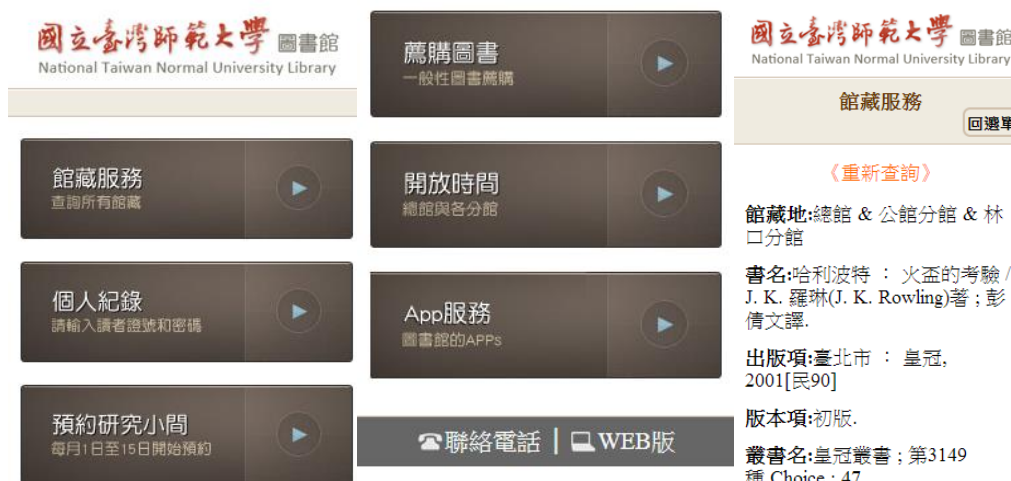 國立臺灣師範大學 圖書館
National Taiwan Normal University Library
館藏服務
查詢所有館藏
個人紀錄
請輸入讀者證號和密碼
預約研究小間
每月1日至15日開始預約
薦購圖書
一般性圖書薦購
開放時間
總館與各分館
App服務
圖書館的APPs
☎聯絡電話 | WEB版
國立臺灣師範大學 圖書館
National Taiwan Normal University Library
館藏服務
回選單
《重新查詢》
館藏地:總館 & 公館分館 & 林
口分館
書名:哈利波特 ： 火盃的考驗 /
J. K. 羅琳(J. K. Rowling)著 ; 彭
倩文譯.
出版項:臺北市 ： 皇冠,
2001[民90]
版本項:初版.
叢書名:皇冠叢書 ; 第3149
種 Choice ; 47